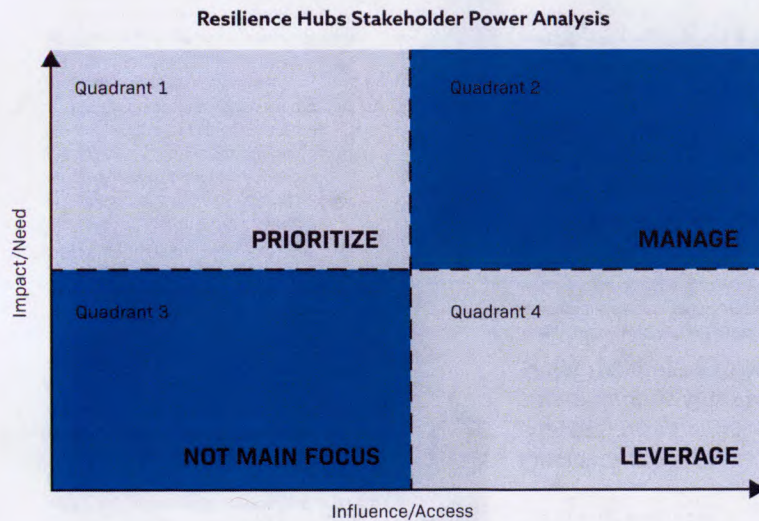 Resilience Hubs Stakeholder Power Analysis
Quadrant 1
Quadrant 2
PRIORITIZE
MANAGE
Impact/Need
Quadrant 3
Quadrant 4
NOT MAIN FOCUS
LEVERAGE
Influence/Access